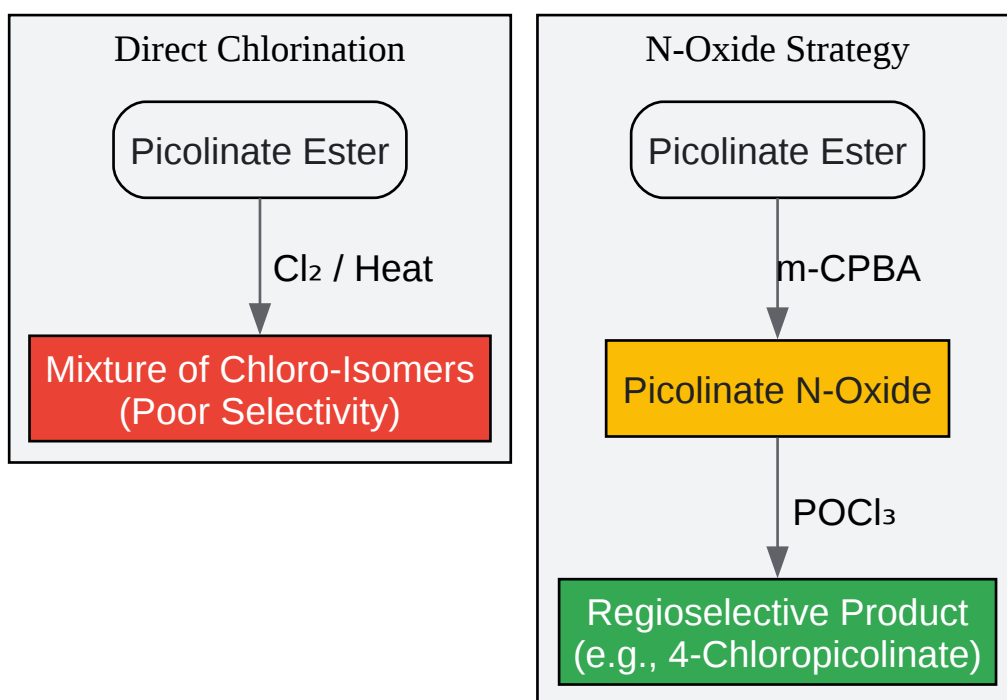 Direct Chlorination
Picolinate Ester
Cl₂ / Heat
Mixture of Chloro-Isomers
(Poor Selectivity)
N-Oxide Strategy
Picolinate Ester
m-CPBA
Picolinate N-Oxide
POCl₃
Regioselective Product
(e.g., 4-Chloropicolinate)